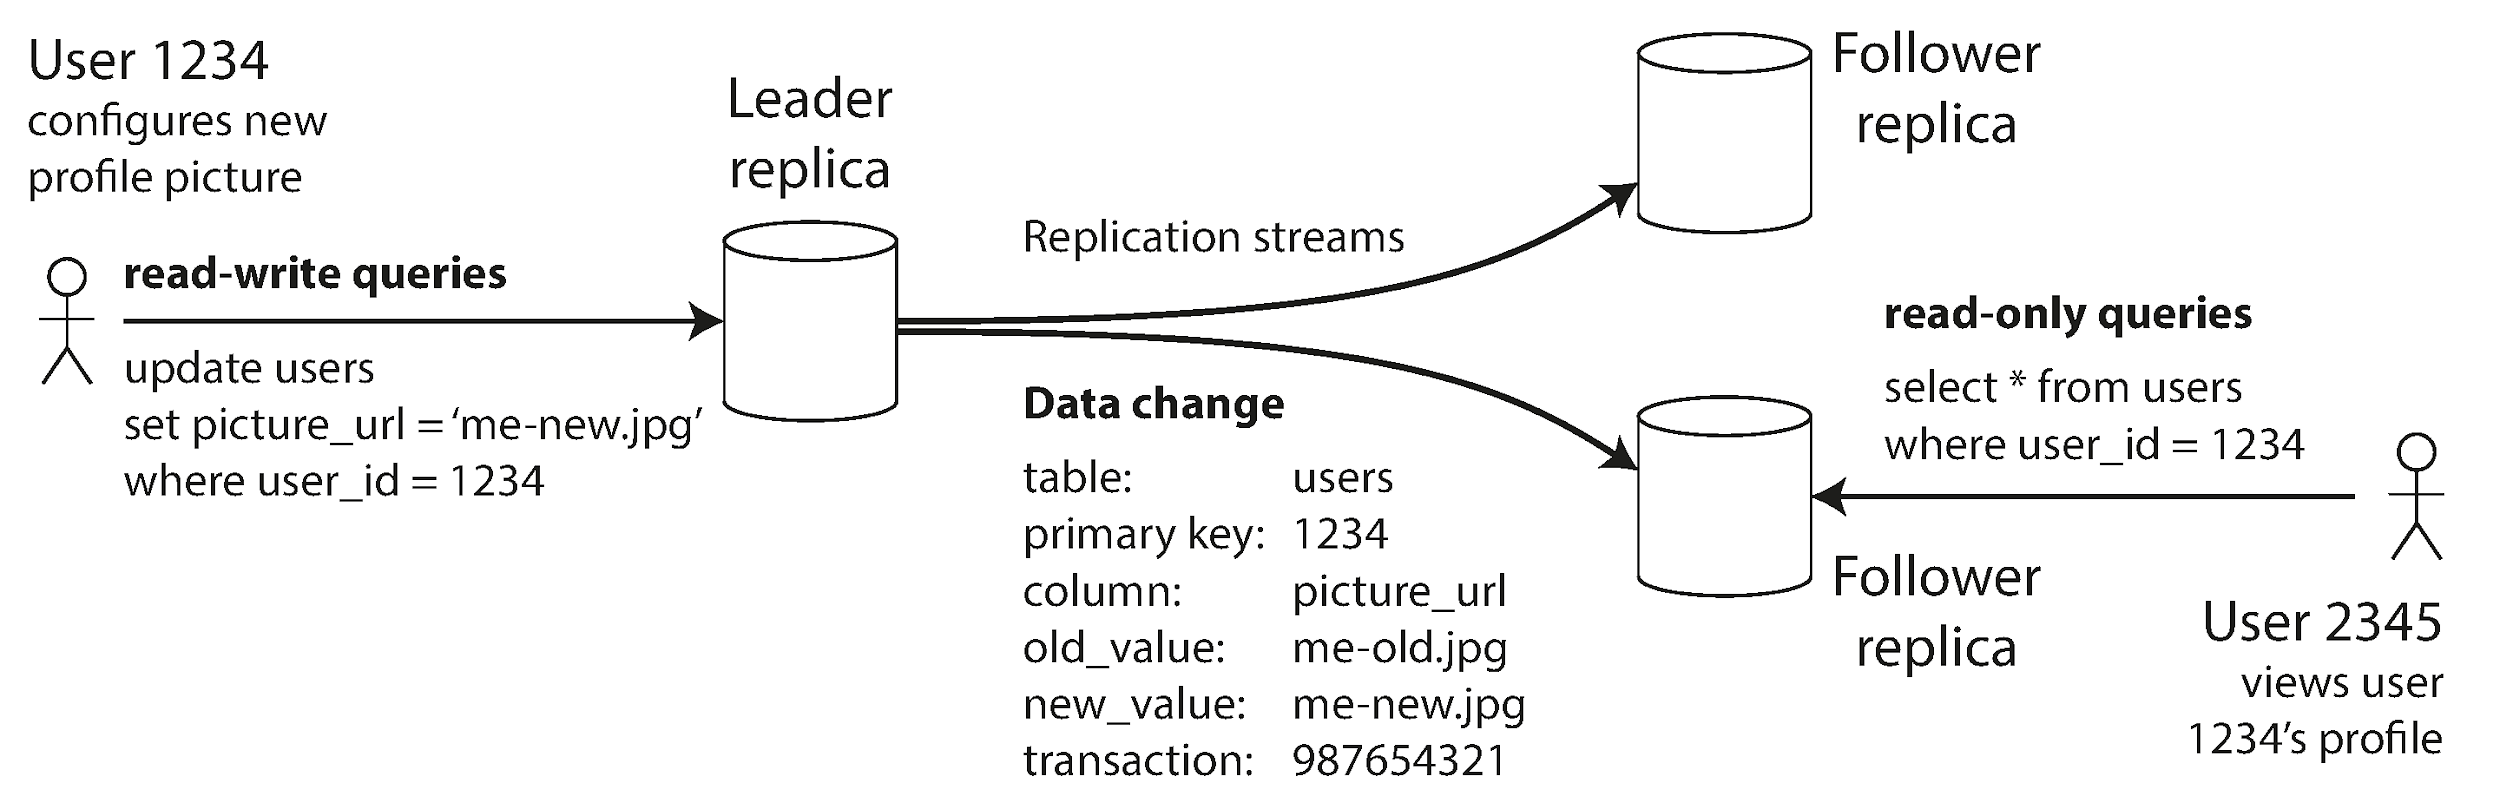 User 1234
configures new
profile picture
read-write queries
update users
set picture_url = ‘me-new.jpg’
where user_id = 1234
Leader
replica
Replication streams
Data change
table: users
primary key: 1234
column: picture_url
old_value: me-old.jpg
new_value: me-new.jpg
transaction: 987654321
Follower
replica
read-only queries
select * from users
where user_id = 1234
Follower
replica
User 2345
views user
1234’s profile